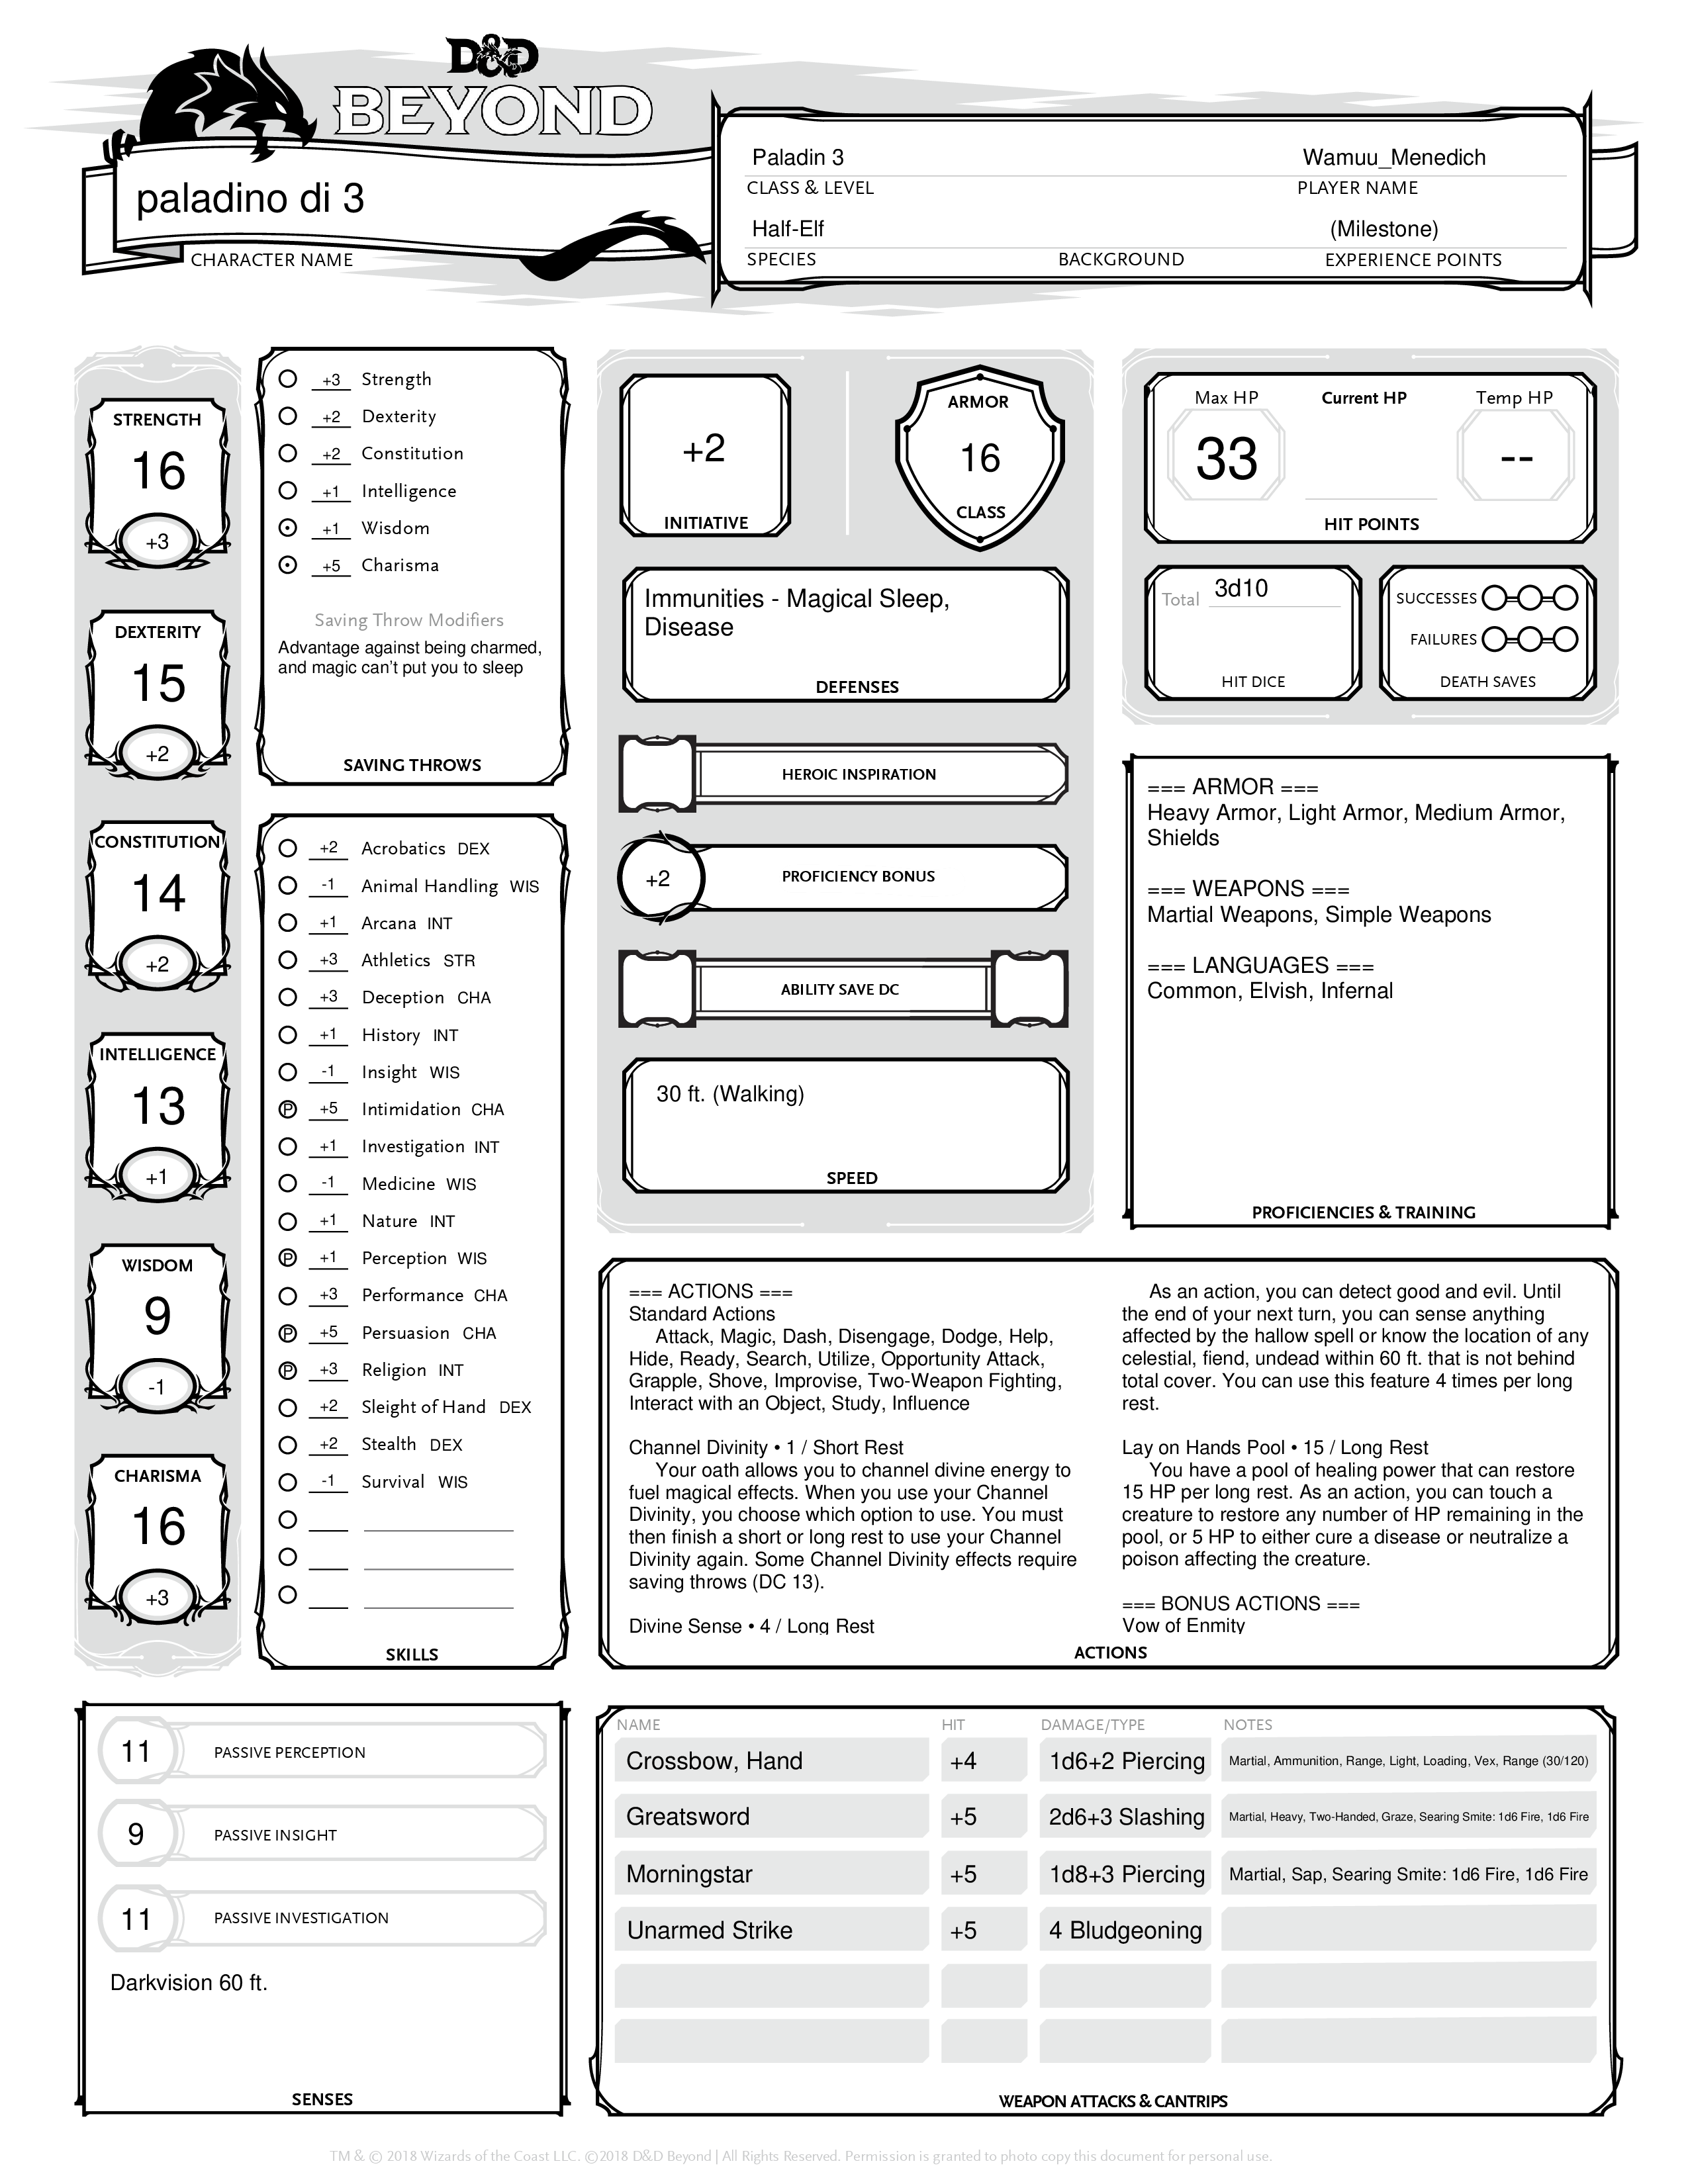 D&D
BEYOND
paladino di 3
CHARACTER NAME
Paladin 3
Wamuu_Menedich
CLASS & LEVEL
PLAYER NAME
Half-Elf
(Milestone)
SPECIES
BACKGROUND
EXPERIENCE POINTS
STRENGTH
16
+3
DEXTERITY
15
+2
CONSTITUTION
14
+2
INTELLIGENCE
13
+1
WISDOM
9
-1
CHARISMA
16
+3
+3 Strength
+2 Dexterity
+2 Constitution
+1 Intelligence
+1 Wisdom
+5 Charisma
Saving Throw Modifiers
Advantage against being charmed,
and magic can't put you to sleep
SAVING THROWS
+2 Acrobatics DEX
-1 Animal Handling WIS
+1 Arcana INT
+3 Athletics STR
+3 Deception CHA
+1 History INT
-1 Insight WIS
P +5 Intimidation CHA
+1 Investigation INT
-1 Medicine WIS
+1 Nature INT
P +1 Perception WIS
+3 Performance CHA
P +5 Persuasion CHA
P +3 Religion INT
+2 Sleight of Hand DEX
+2 Stealth DEX
-1 Survival WIS
SKILLS
+2
INITIATIVE
ARMOR
16
CLASS
Immunities - Magical Sleep,
Disease
DEFENSES
HEROIC INSPIRATION
+2
PROFICIENCY BONUS
ABILITY SAVE DC
30 ft. (Walking)
SPEED
Max HP
Current HP
Temp HP
33
--
HIT POINTS
Total 3d10
HIT DICE
SUCCESSES
FAILURES
DEATH SAVES
=== ARMOR ===
Heavy Armor, Light Armor, Medium Armor,
Shields
=== WEAPONS ===
Martial Weapons, Simple Weapons
=== LANGUAGES ===
Common, Elvish, Infernal
PROFICIENCIES & TRAINING
=== ACTIONS ===
Standard Actions
Attack, Magic, Dash, Disengage, Dodge, Help,
Hide, Ready, Search, Utilize, Opportunity Attack,
Grapple, Shove, Improvise, Two-Weapon Fighting,
Interact with an Object, Study, Influence
Channel Divinity • 1 / Short Rest
Your oath allows you to channel divine energy to
fuel magical effects. When you use your Channel
Divinity, you choose which option to use. You must
then finish a short or long rest to use your Channel
Divinity again. Some Channel Divinity effects require
saving throws (DC 13).
Divine Sense • 4 / Long Rest
As an action, you can detect good and evil. Until
the end of your next turn, you can sense anything
affected by the hallow spell or know the location of any
celestial, fiend, undead within 60 ft. that is not behind
total cover. You can use this feature 4 times per long
rest.
Lay on Hands Pool • 15 / Long Rest
You have a pool of healing power that can restore
15 HP per long rest. As an action, you can touch a
creature to restore any number of HP remaining in the
pool, or 5 HP to either cure a disease or neutralize a
poison affecting the creature.
=== BONUS ACTIONS ===
Vow of Enmity
ACTIONS
11 PASSIVE PERCEPTION
9 PASSIVE INSIGHT
11 PASSIVE INVESTIGATION
Darkvision 60 ft.
SENSES
NAME HIT DAMAGE/TYPE NOTES
Crossbow, Hand +4 1d6+2 Piercing Martial, Ammunition, Range, Light, Loading, Vex, Range (30/120)
Greatsword +5 2d6+3 Slashing Martial, Heavy, Two-Handed, Graze, Searing Smite: 1d6 Fire, 1d6 Fire
Morningstar +5 1d8+3 Piercing Martial, Sap, Searing Smite: 1d6 Fire, 1d6 Fire
Unarmed Strike +5 4 Bludgeoning
WEAPON ATTACKS & CANTRIPS
TM & © 2018 Wizards of the Coast LLC. ©2018 D&D Beyond | All Rights Reserved. Permission is granted to photo copy this document for personal use.